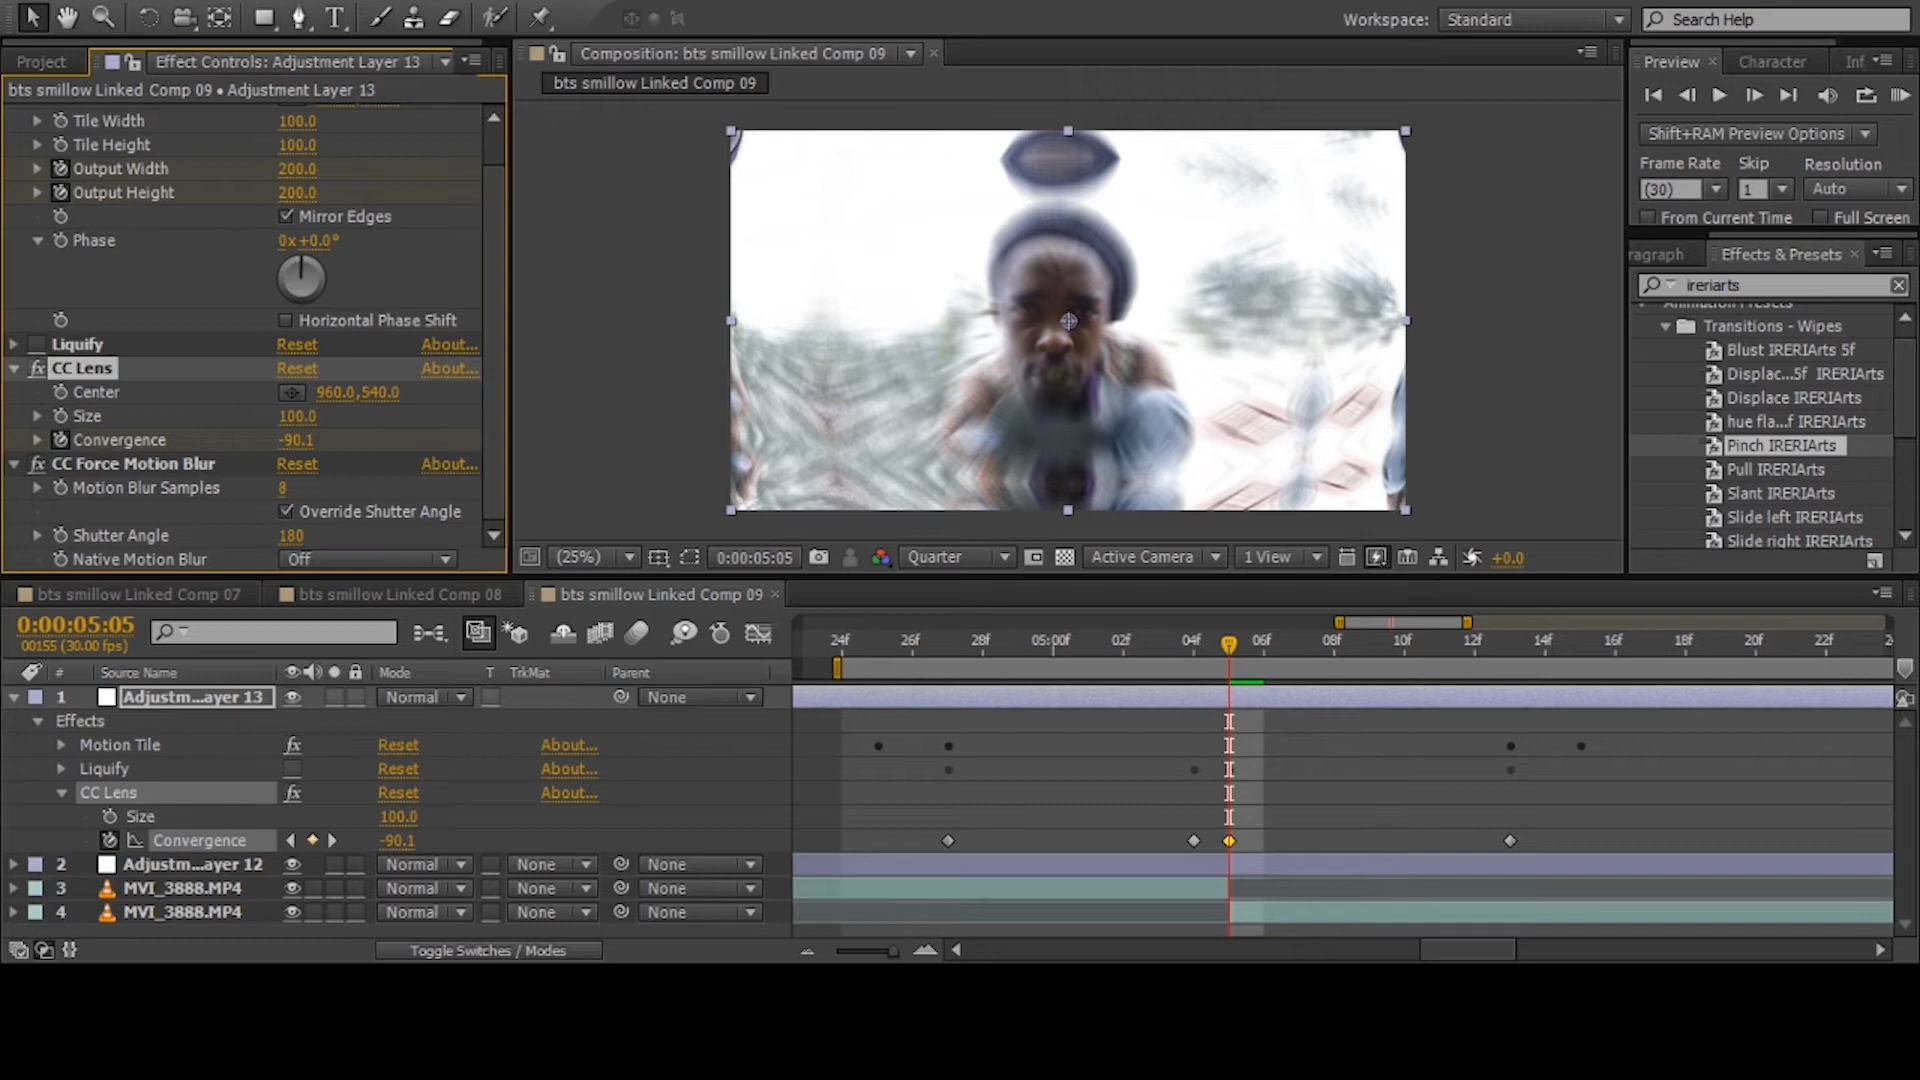 Workspace: Standard
Search Help
Project
Effect Controls: Adjustment Layer 13
bts smillow Linked Comp 09 • Adjustment Layer 13
Tile Width 100.0
Tile Height 100.0
Output Width 200.0
Output Height 200.0
Mirror Edges
Phase 0x+0.0°
Horizontal Phase Shift
Liquify Reset About...
fx CC Lens Reset About...
Center 960.0,540.0
Size 100.0
Convergence -90.1
fx CC Force Motion Blur Reset About...
Motion Blur Samples 8
Override Shutter Angle
Shutter Angle 180
Native Motion Blur Off
Composition: bts smillow Linked Comp 09
bts smillow Linked Comp 09
(25%) 0:00:05:05 Quarter Active Camera 1 View +0.0
Preview Character Inf
Shift+RAM Preview Options
Frame Rate Skip Resolution
(30) 1 Auto
From Current Time Full Screen
ragraph Effects & Presets
ireriarts
Animation Presets
Transitions - Wipes
Blust IRERIArts 5f
Displac...5f IRERIArts
Displace IRERIArts
hue fla...f IRERIArts
Pinch IRERIArts
Pull IRERIArts
Slant IRERIArts
Slide left IRERIArts
Slide right IRERIArts
bts smillow Linked Comp 07
bts smillow Linked Comp 08
bts smillow Linked Comp 09
0:00:05:05
00155 (30.00 fps)
24f 26f 28f 05:00f 02f 04f 06f 08f 10f 12f 14f 16f 18f 20f 22f 2
# Source Name Mode T TrkMat Parent
1 Adjustm...ayer 13 Normal None
Effects
Motion Tile fx Reset About...
Liquify Reset About...
CC Lens fx Reset About...
Size 100.0
Convergence -90.1
2 Adjustm...ayer 12 Normal None None
3 MVI_3888.MP4 Normal None None
4 MVI_3888.MP4 Normal None None
Toggle Switches / Modes